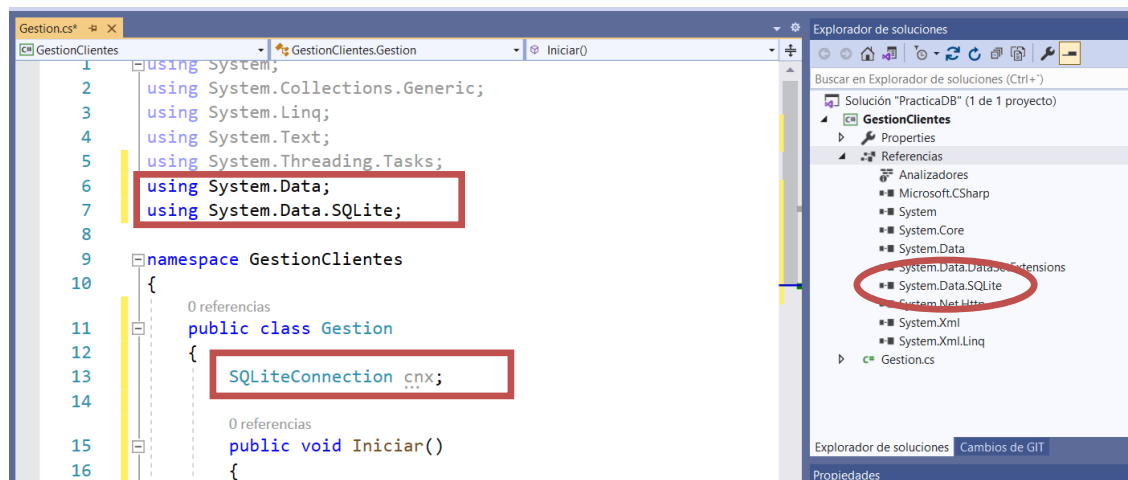 Gestion.cs*
GestionClientes
GestionClientes.Gestion
Iniciar()
1 using System;
2 using System.Collections.Generic;
3 using System.Linq;
4 using System.Text;
5 using System.Threading.Tasks;
6 using System.Data;
7 using System.Data.SQLite;
8
9 namespace GestionClientes
10 {
0 referencias
11 public class Gestion
12 {
13 SQLiteConnection cnx;
14
0 referencias
15 public void Iniciar()
16 {
Explorador de soluciones
Buscar en Explorador de soluciones (Ctrl+¨)
Solución "PracticaDB" (1 de 1 proyecto)
GestionClientes
Properties
Referencias
Analizadores
Microsoft.CSharp
System
System.Core
System.Data
System.Data.DataSetExtensions
System.Data.SQLite
System.Net.Http
System.Xml
System.Xml.Linq
C# Gestion.cs
Explorador de soluciones
Cambios de GIT
Propiedades